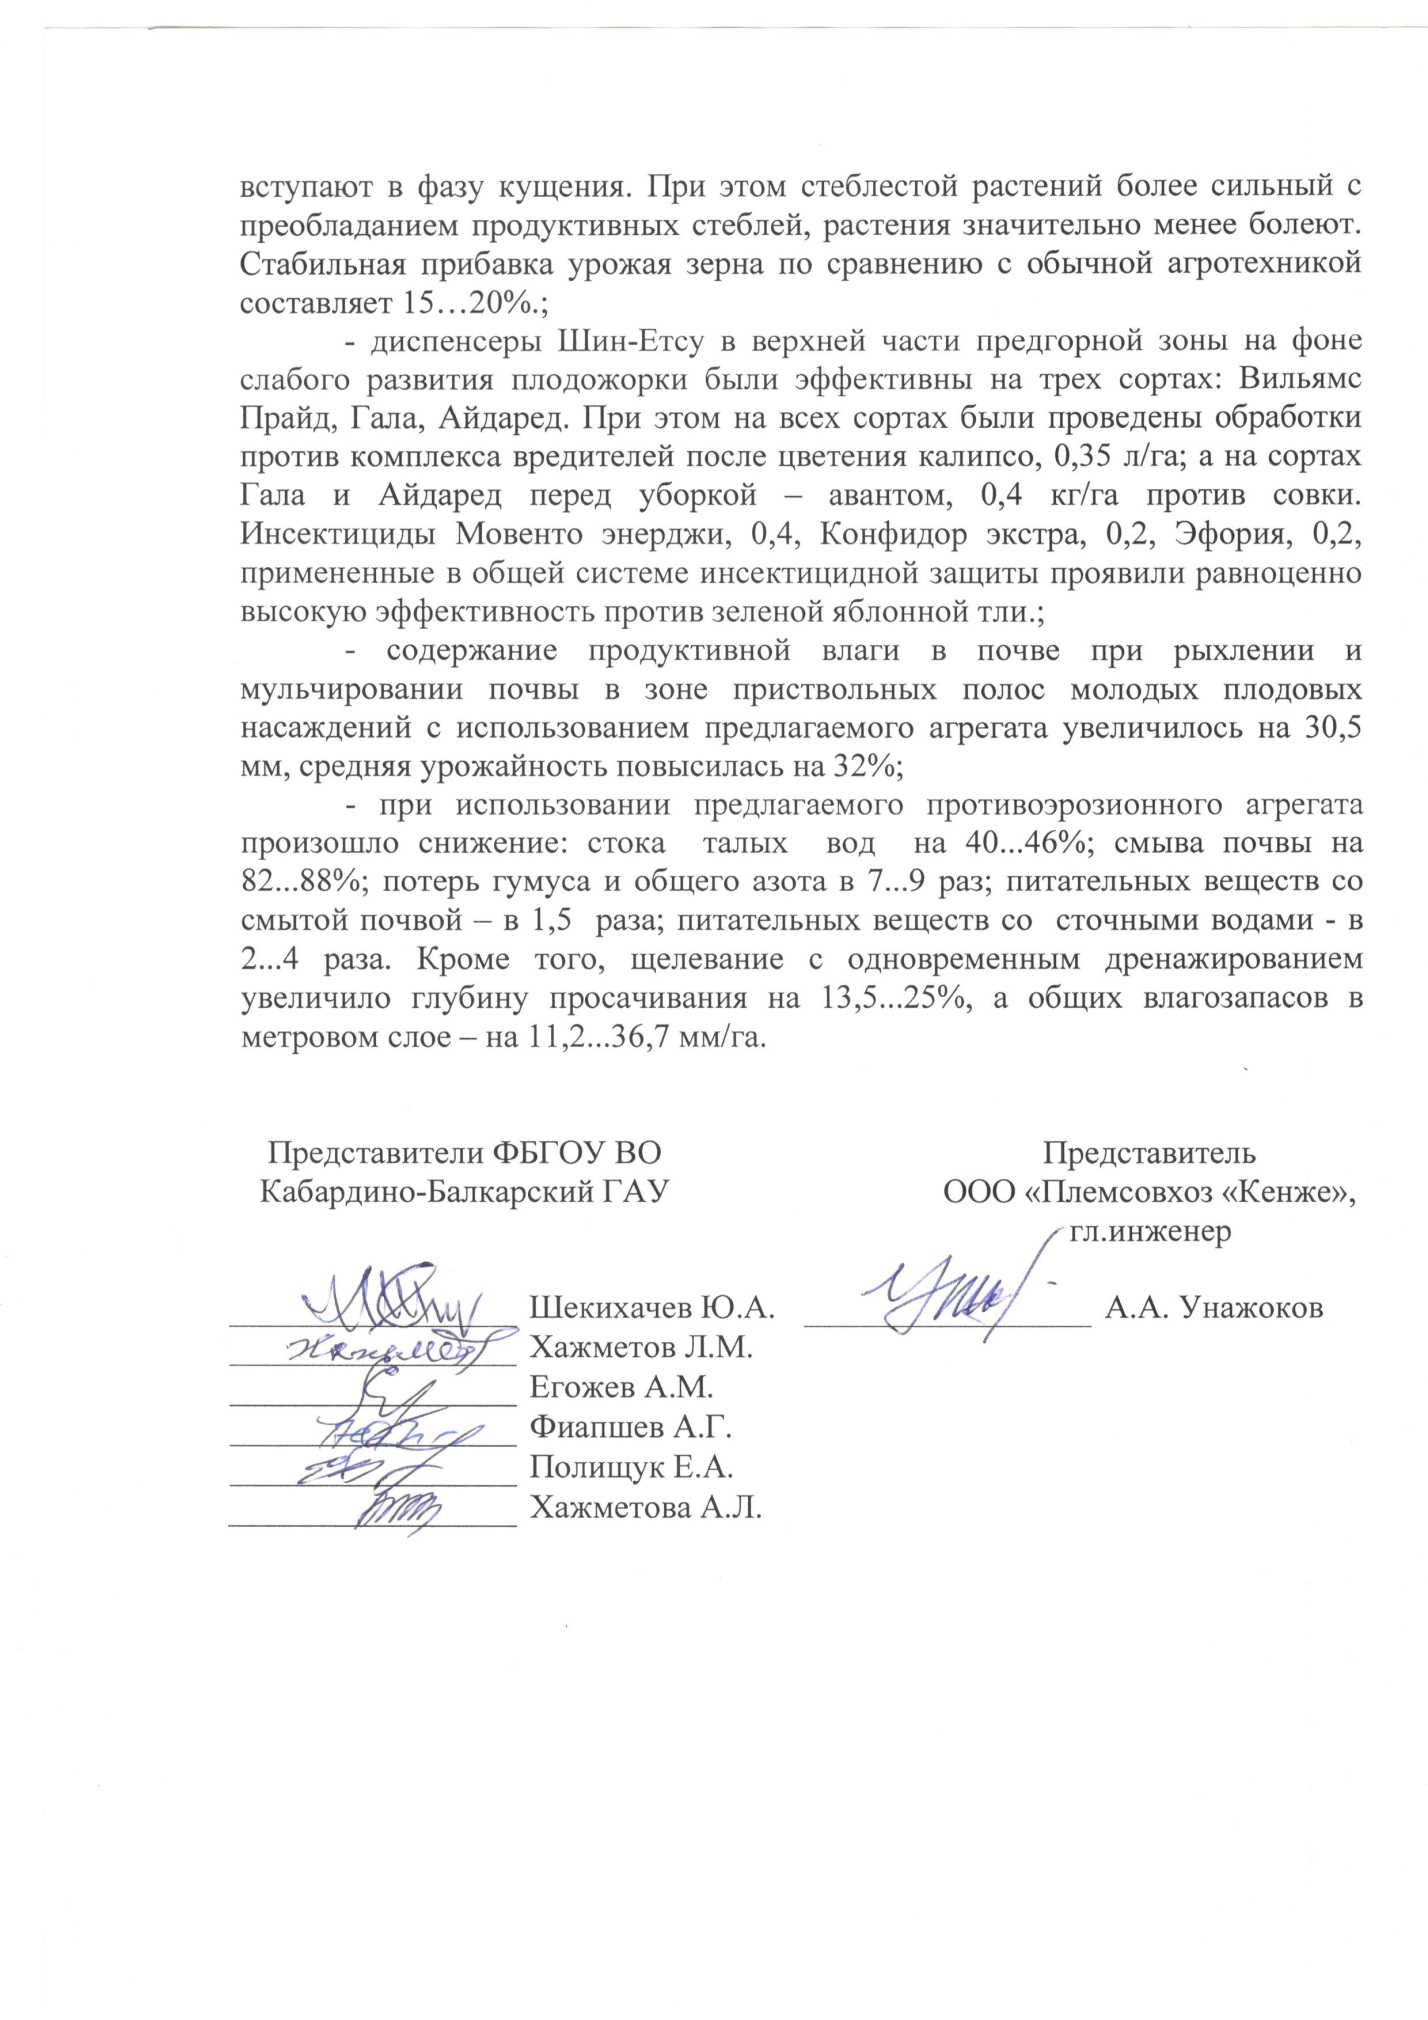 вступают в фазу кущения. При этом стеблестой растений более сильный с
преобладанием продуктивных стеблей, растения значительно менее болеют.
Стабильная прибавка урожая зерна по сравнению с обычной агротехникой
составляет 15…20%.;
- диспенсеры Шин-Етсу в верхней части предгорной зоны на фоне
слабого развития плодожорки были эффективны на трех сортах: Вильямс
Прайд, Гала, Айдаред. При этом на всех сортах были проведены обработки
против комплекса вредителей после цветения калипсо, 0,35 л/га; а на сортах
Гала и Айдаред перед уборкой – авантом, 0,4 кг/га против совки.
Инсектициды Мовенто энерджи, 0,4, Конфидор экстра, 0,2, Эфория, 0,2,
примененные в общей системе инсектицидной защиты проявили равноценно
высокую эффективность против зеленой яблонной тли.;
- содержание продуктивной влаги в почве при рыхлении и
мульчировании почвы в зоне приствольных полос молодых плодовых
насаждений с использованием предлагаемого агрегата увеличилось на 30,5
мм, средняя урожайность повысилась на 32%;
- при использовании предлагаемого противоэрозионного агрегата
произошло снижение: стока талых вод на 40...46%; смыва почвы на
82...88%; потерь гумуса и общего азота в 7...9 раз; питательных веществ со
смытой почвой – в 1,5 раза; питательных веществ со сточными водами - в
2...4 раза. Кроме того, щелевание с одновременным дренажированием
увеличило глубину просачивания на 13,5...25%, а общих влагозапасов в
метровом слое – на 11,2...36,7 мм/га.
Представители ФБГОУ ВО
Кабардино-Балкарский ГАУ
Представитель
ООО «Племсовхоз «Кенже»,
гл.инженер
Шекихачев Ю.А.
А.А. Унажоков
Хажметов Л.М.
Егожев А.М.
Фиапшев А.Г.
Полищук Е.А.
Хажметова А.Л.